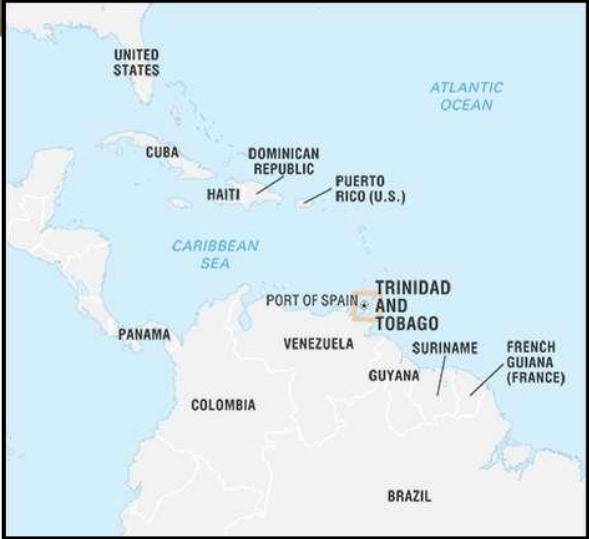 UNITED
STATES
ATLANTIC
OCEAN
CUBA
DOMINICAN
REPUBLIC
HAITI
PUERTO
RICO (U.S.)
CARIBBEAN
SEA
PORT OF SPAIN
TRINIDAD
AND
TOBAGO
PANAMA
VENEZUELA
SURINAME
FRENCH
GUIANA
(FRANCE)
GUYANA
COLOMBIA
BRAZIL